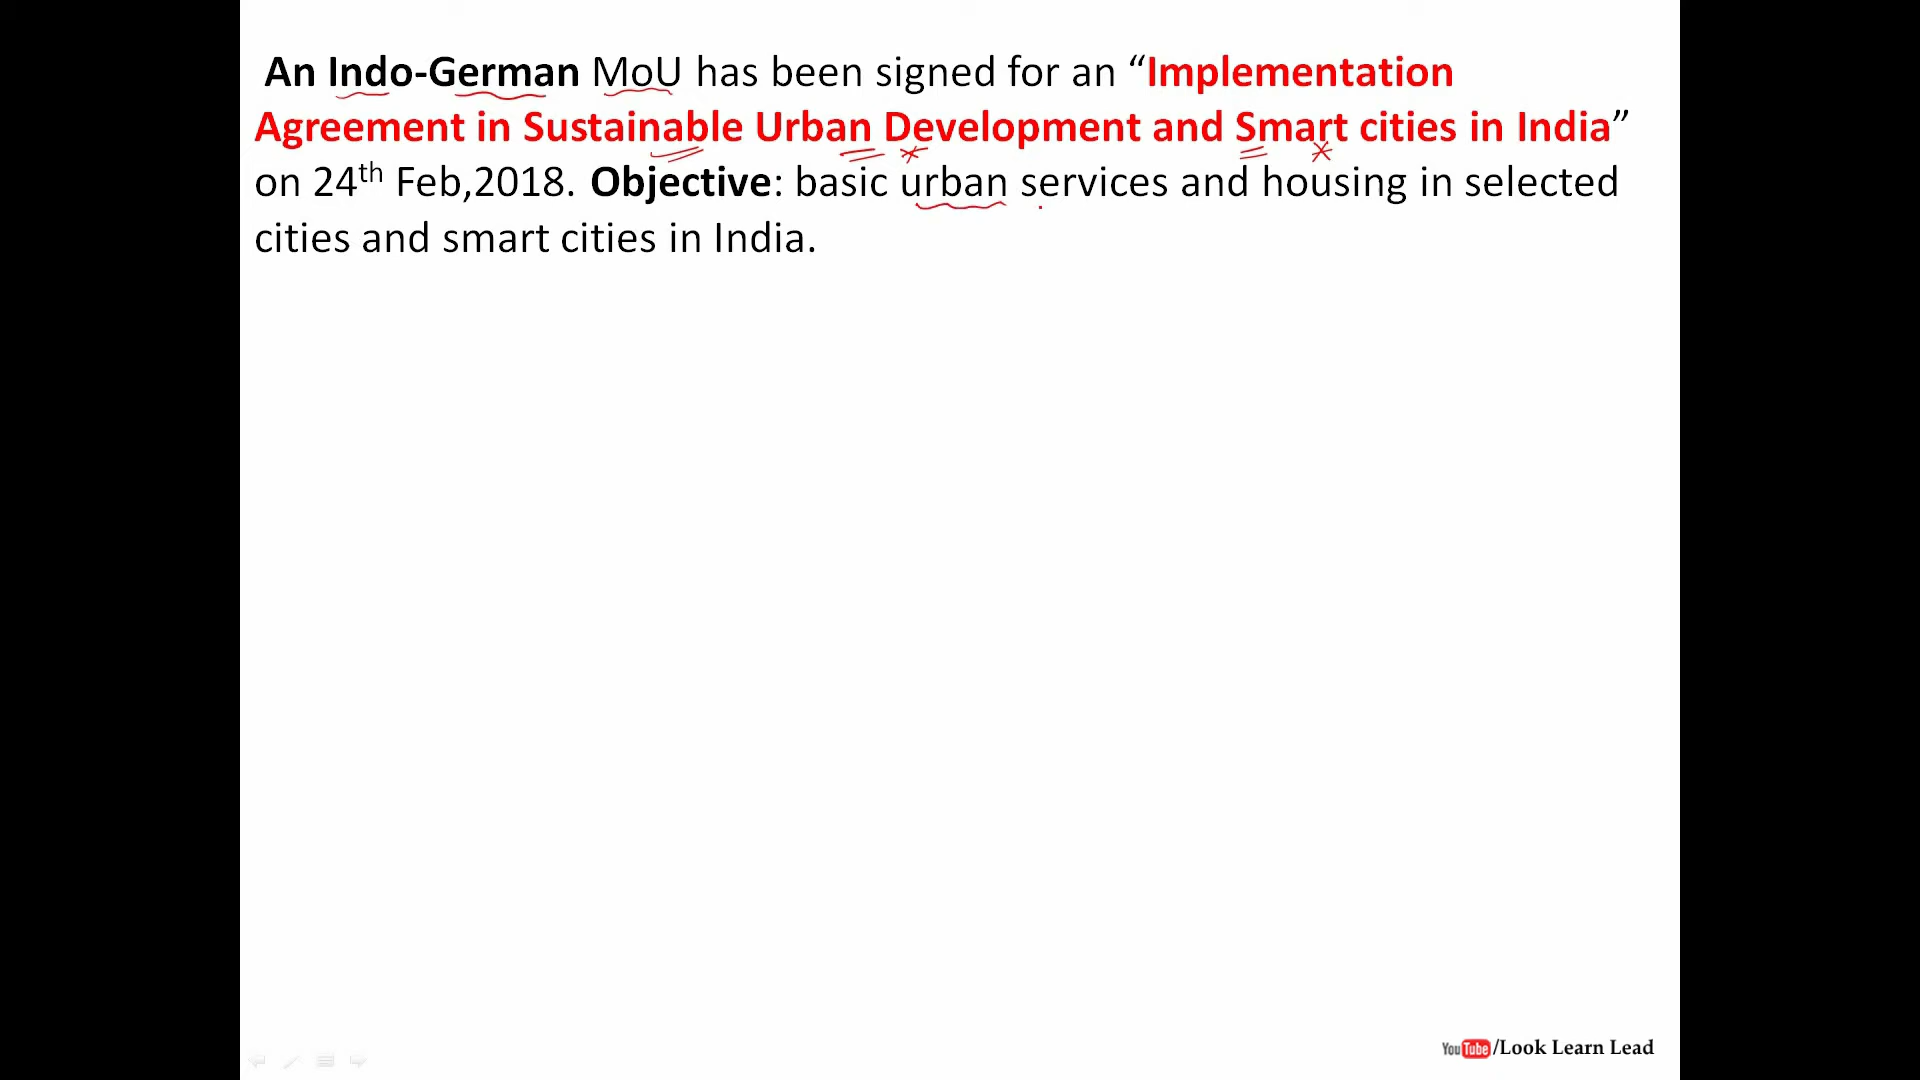 An Indo-German MoU has been signed for an “Implementation
Agreement in Sustainable Urban Development and Smart cities in India”
on 24th Feb,2018. Objective: basic urban services and housing in selected
cities and smart cities in India.
YouTube/Look Learn Lead